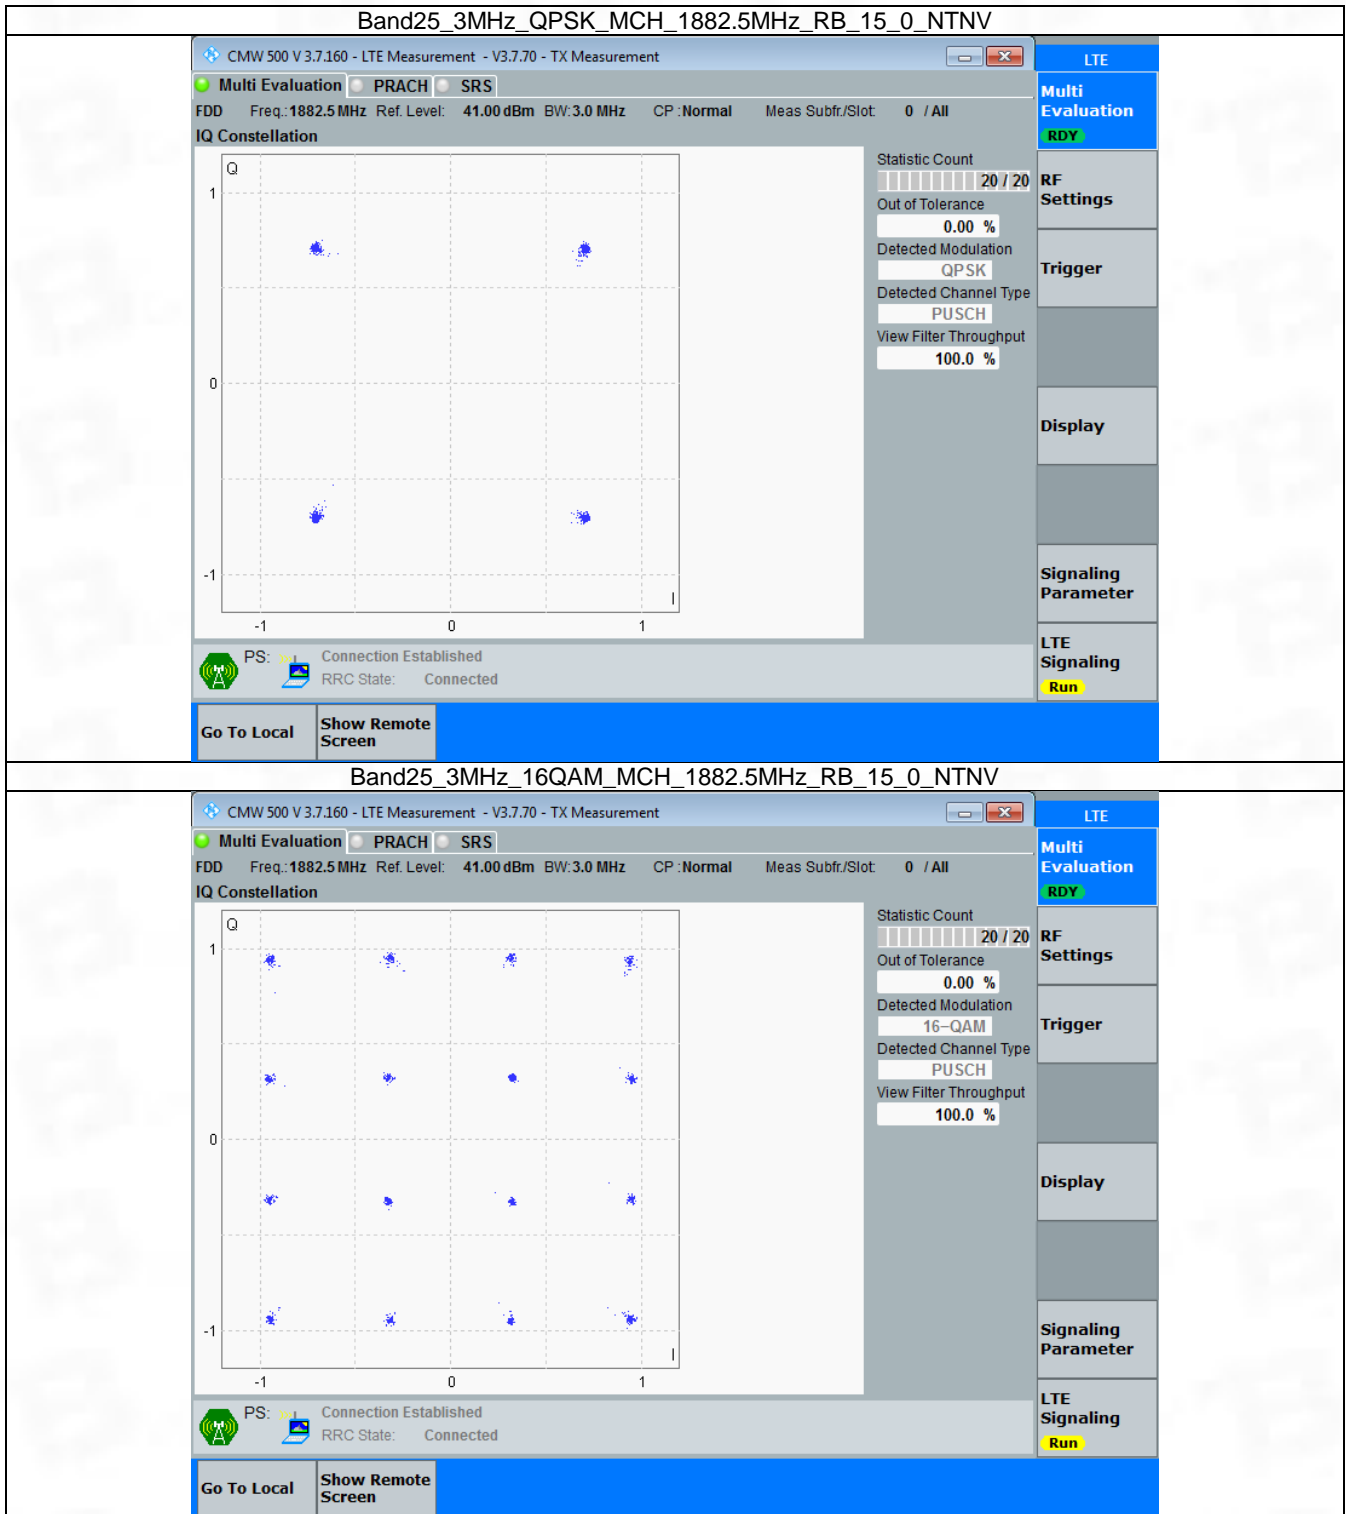 Band25_3MHz_QPSK_MCH_1882.5MHz_RB_15_0_NTNV
CMW 500 V 3.7.160 - LTE Measurement - V3.7.70 - TX Measurement
LTE
Multi Evaluation PRACH SRS
Multi
Evaluation
RDY
FDD Freq.: 1882.5 MHz Ref. Level: 41.00 dBm BW: 3.0 MHz CP : Normal Meas Subfr./Slot: 0 / All
IQ Constellation
Q
1
0
-1
I
-1 0 1
Statistic Count
20 / 20
Out of Tolerance
0.00 %
Detected Modulation
QPSK
Detected Channel Type
PUSCH
View Filter Throughput
100.0 %
RF
Settings
Trigger
Display
Signaling
Parameter
LTE
Signaling
Run
PS: Connection Established
RRC State: Connected
Go To Local
Show Remote
Screen
Band25_3MHz_16QAM_MCH_1882.5MHz_RB_15_0_NTNV
CMW 500 V 3.7.160 - LTE Measurement - V3.7.70 - TX Measurement
LTE
Multi Evaluation PRACH SRS
Multi
Evaluation
RDY
FDD Freq.: 1882.5 MHz Ref. Level: 41.00 dBm BW: 3.0 MHz CP : Normal Meas Subfr./Slot: 0 / All
IQ Constellation
Q
1
0
-1
I
-1 0 1
Statistic Count
20 / 20
Out of Tolerance
0.00 %
Detected Modulation
16-QAM
Detected Channel Type
PUSCH
View Filter Throughput
100.0 %
RF
Settings
Trigger
Display
Signaling
Parameter
LTE
Signaling
Run
PS: Connection Established
RRC State: Connected
Go To Local
Show Remote
Screen